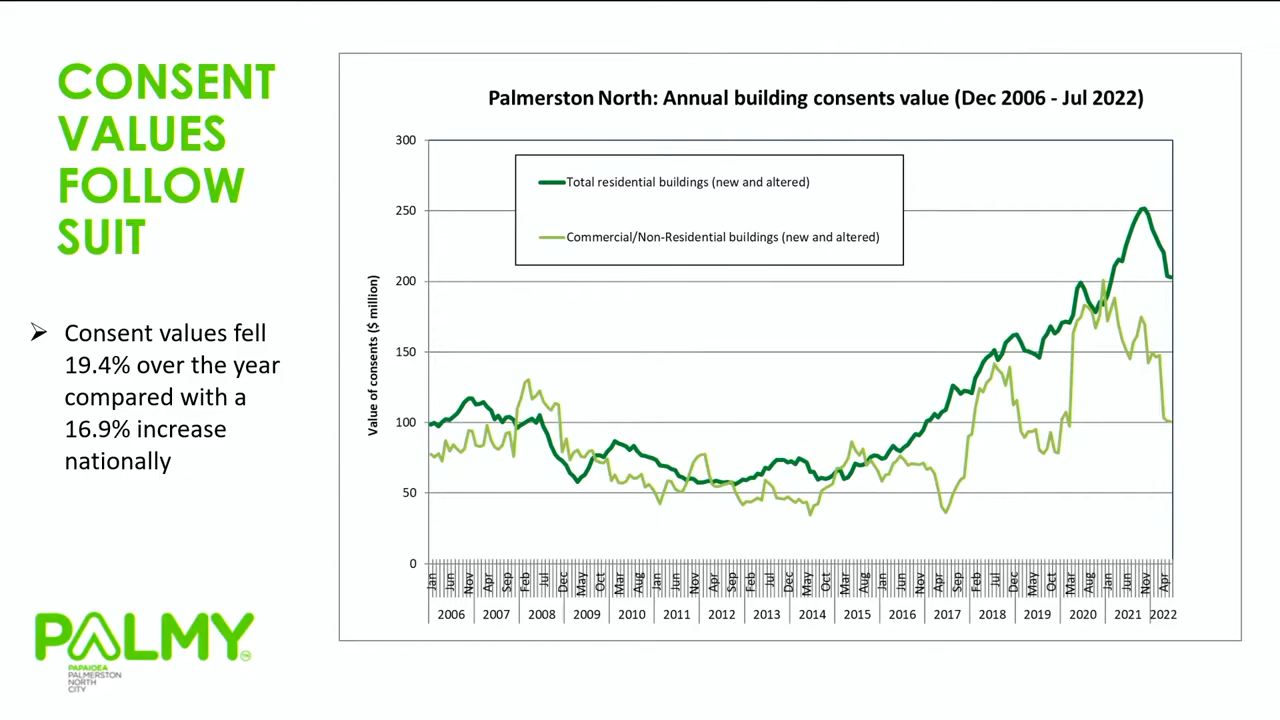 CONSENT
VALUES
FOLLOW
SUIT
Consent values fell
19.4% over the year
compared with a
16.9% increase
nationally
PALMY
PAPAIOEA
PALMERSTON
NORTH
CITY
Palmerston North: Annual building consents value (Dec 2006 - Jul 2022)
Total residential buildings (new and altered)
Commercial/Non-Residential buildings (new and altered)
Value of consents ($ million)
300
250
200
150
100
50
0
Jan Jun Nov Apr Sep Feb Jul Dec May Oct Mar Aug Jan Jun Nov Apr Sep Feb Jul Dec May Oct Mar Aug Jan Jun Nov Apr Sep Feb Jul Dec May Oct Mar Aug Jan Jun Nov Apr
2006 2007 2008 2009 2010 2011 2012 2013 2014 2015 2016 2017 2018 2019 2020 2021 2022